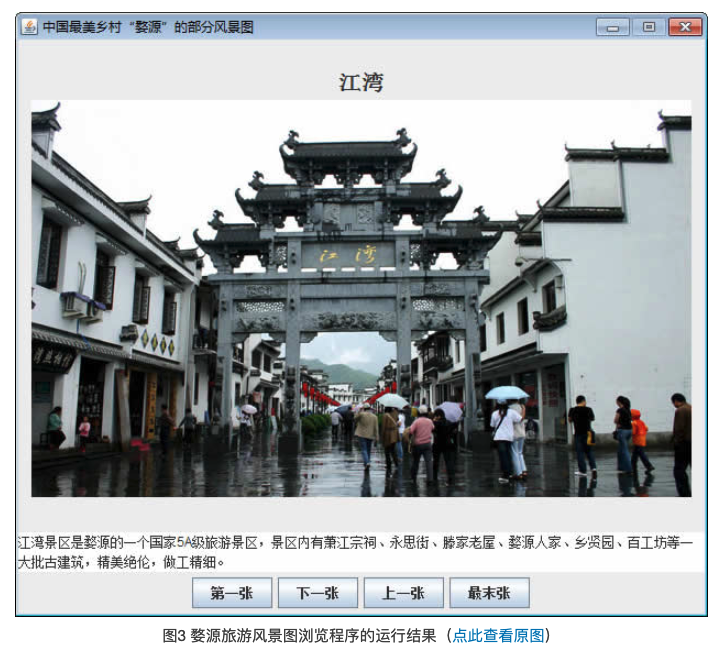 中国最美乡村“婺源”的部分风景图
江湾
江 湾
江湾景区是婺源的一个国家5A级旅游景区，景区内有萧江宗祠、永思街、滕家老屋、婺源人家、乡贤园、百工坊等一
大批古建筑，精美绝伦，做工精细。
第一张 下一张 上一张 最末张
图3 婺源旅游风景图浏览程序的运行结果（点此查看原图）